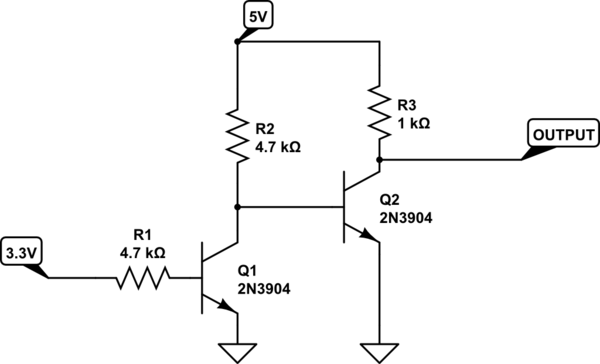 5V
R2
4.7 kΩ
R3
1 kΩ
OUTPUT
Q2
2N3904
R1
4.7 kΩ
3.3V
Q1
2N3904